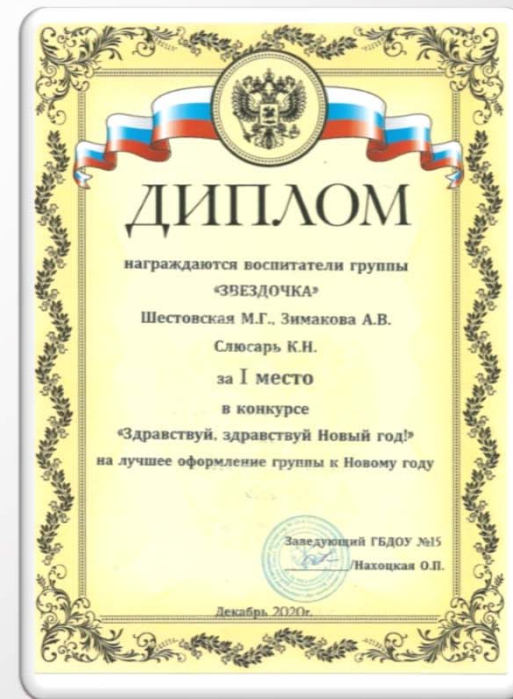 ДИПЛОМ
награждаются воспитатели группы
«ЗВЕЗДОЧКА»
Шестовская М.Г., Зимакова А.В.
Слюсарь К.Н.
за I место
в конкурсе
«Здравствуй, здравствуй Новый год!»
на лучшее оформление группы к Новому году
Заведующий ГБДОУ №15
/Нахоцкая О.П.
Декабрь 2020г.